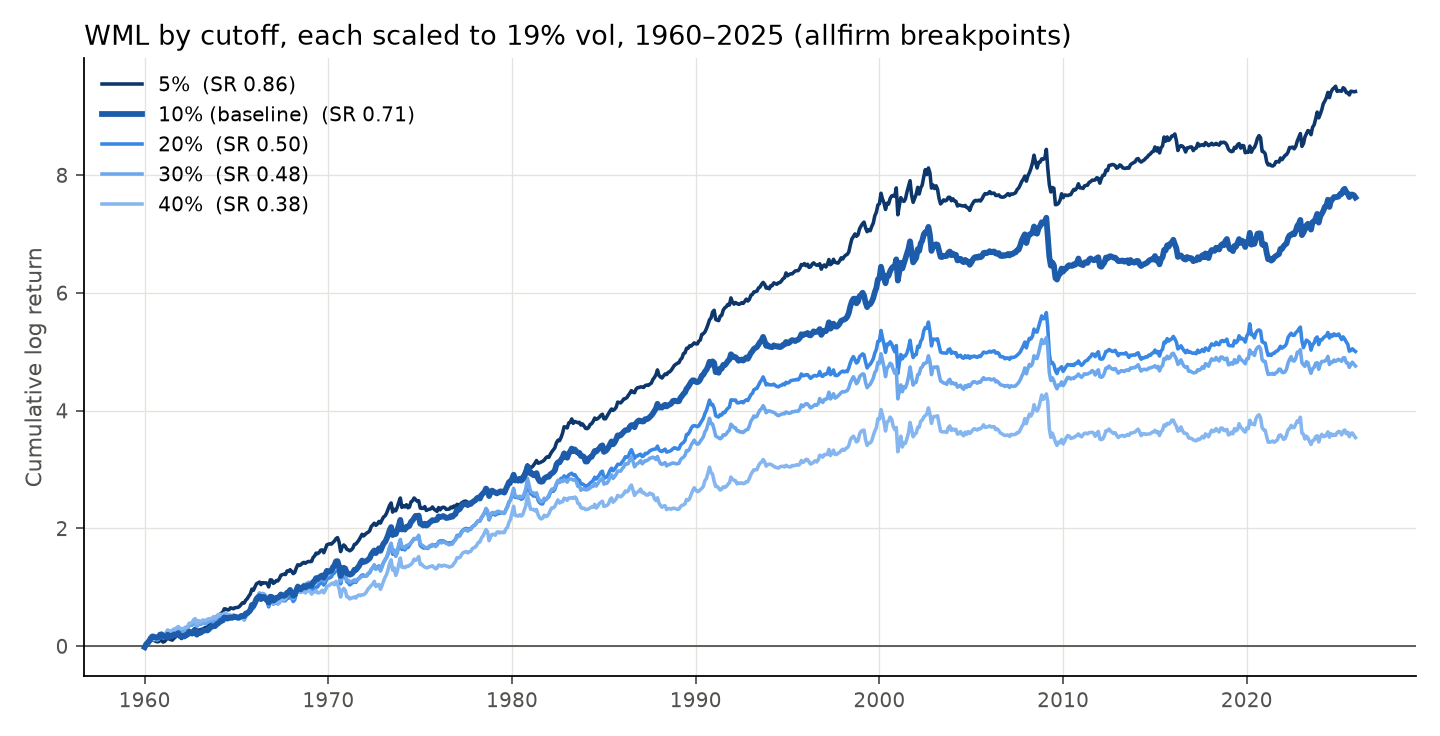 WML by cutoff, each scaled to 19% vol, 1960–2025 (allfirm breakpoints)
5% (SR 0.86)
10% (baseline) (SR 0.71)
20% (SR 0.50)
30% (SR 0.48)
40% (SR 0.38)
Cumulative log return
8
6
4
2
0
1960 1970 1980 1990 2000 2010 2020